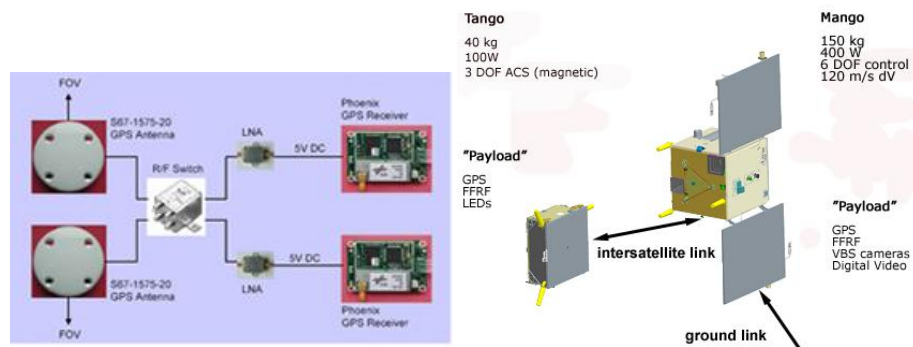 FOV
S67-1575-20
GPS Antenna
R/F Switch
LNA
5V DC
Phoenix
GPS Receiver
S67-1575-20
GPS Antenna
FOV
LNA
5V DC
Phoenix
GPS Receiver
Tango
40 kg
100W
3 DOF ACS (magnetic)
"Payload"
GPS
FFRF
LEDs
Mango
150 kg
400 W
6 DOF control
120 m/s dV
"Payload"
GPS
FFRF
VBS cameras
Digital Video
intersatellite link
ground link